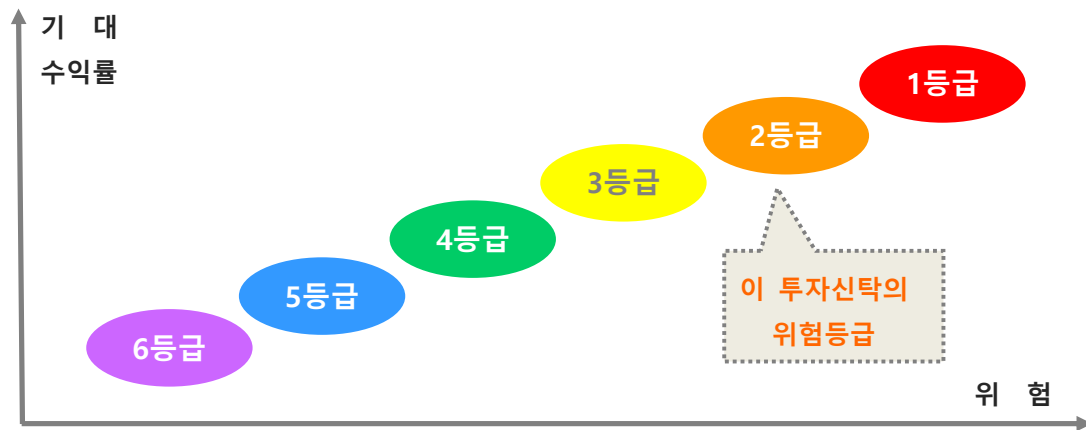 기 대
수익률
1등급
2등급
3등급
4등급
5등급
6등급
이 투자신탁의
위험등급
위 험